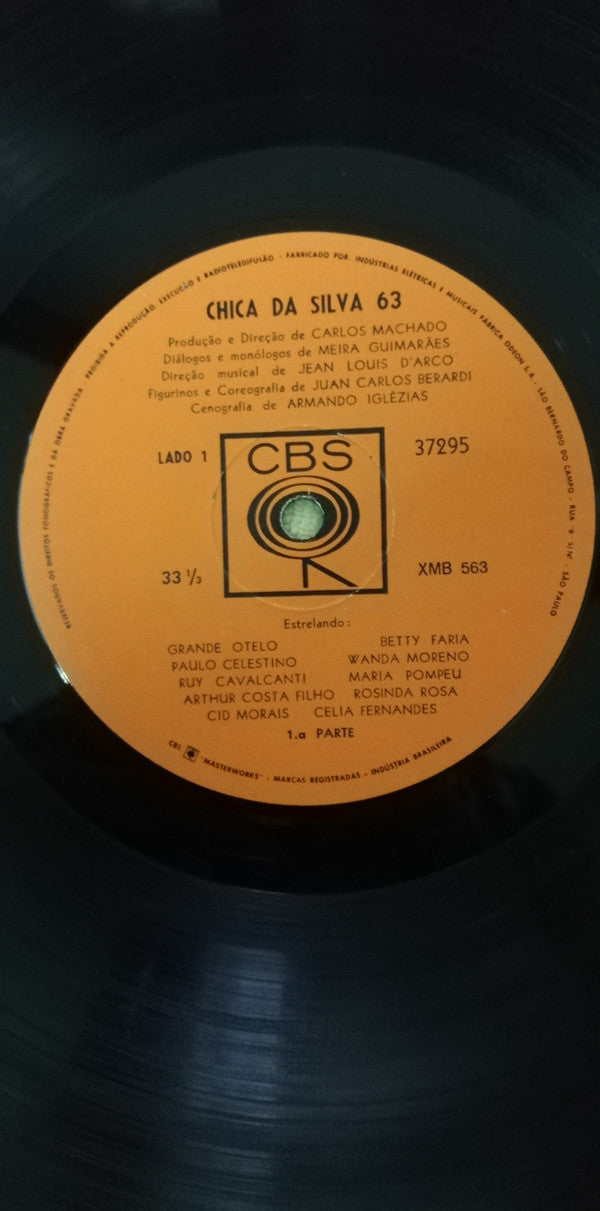 RESERVADOS OS DIREITOS FONOGRÁFICOS E DA OBRA GRAVADA. PROIBIDA A REPRODUÇÃO, EXECUÇÃO E RADIOTELEDIFUSÃO - FABRICADO POR: INDÚSTRIAS ELÉTRICAS E MUSICAIS FÁBRICA ODEON S.A. - SÃO BERNARDO DO CAMPO - RUA 6 S/Nº - SÃO PAULO
CHICA DA SILVA 63
Produção e Direção de CARLOS MACHADO
Diálogos e monólogos de MEIRA GUIMARÃES
Direção musical de JEAN LOUIS D'ARCO
Figurinos e Coreografia de JUAN CARLOS BERARDI
Cenografia de ARMANDO IGLÈZIAS
LADO 1
CBS
37295
33 1/3
XMB 563
Estrelando:
GRANDE OTELO BETTY FARIA
PAULO CELESTINO WANDA MORENO
RUY CAVALCANTI MARIA POMPEU
ARTHUR COSTA FILHO ROSINDA ROSA
CID MORAIS CELIA FERNANDES
1.a PARTE
CBS "MASTERWORKS" - MARCAS REGISTRADAS - INDÚSTRIA BRASILEIRA